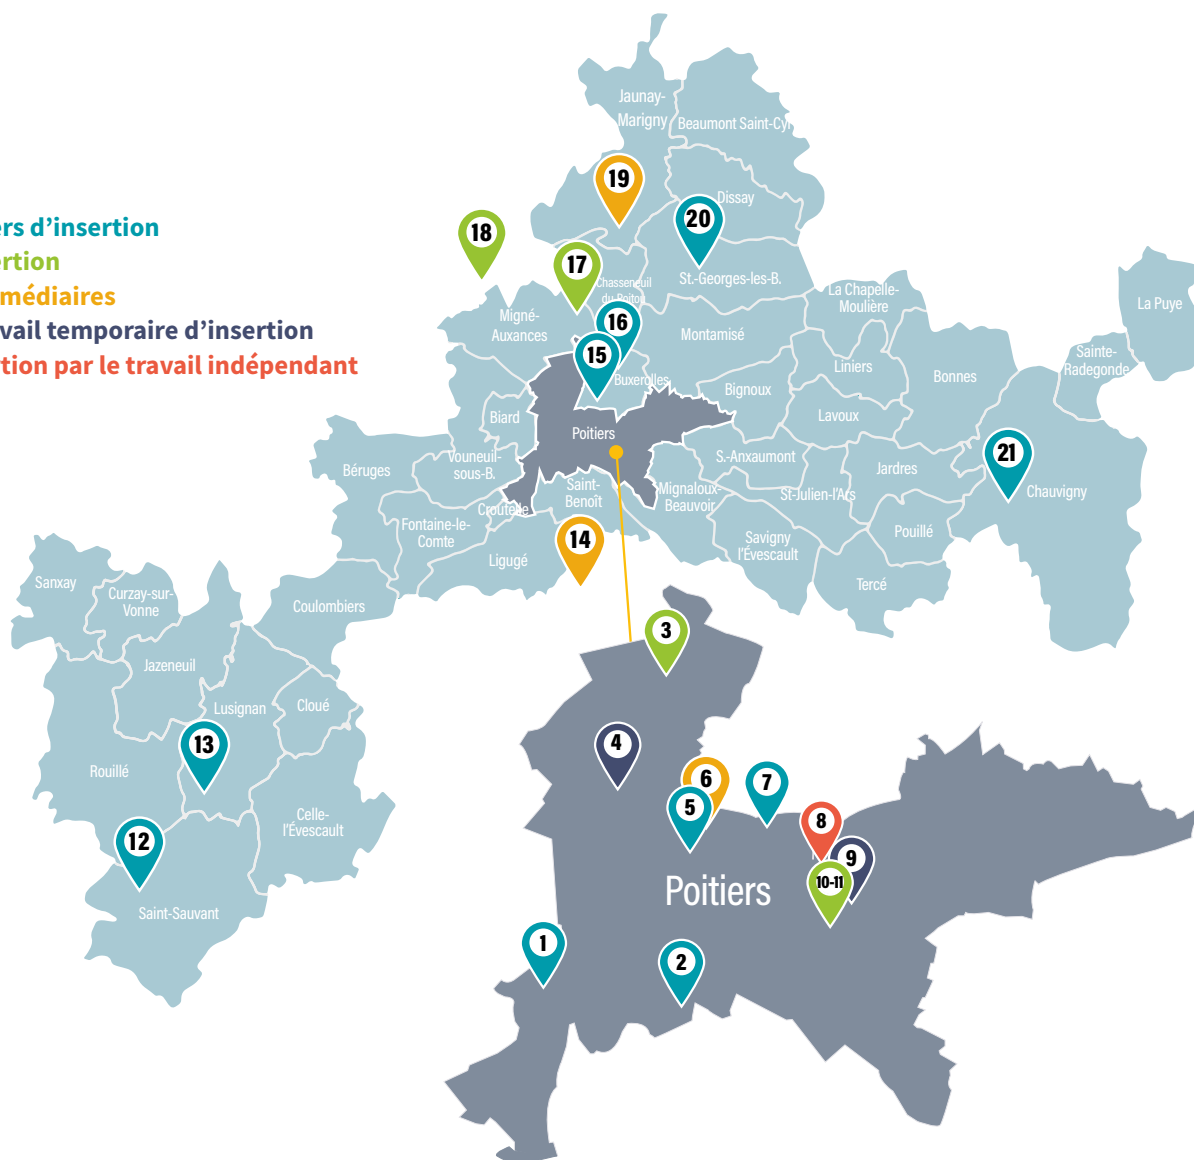 Jaunay-
Marigny
Beaumont Saint-Cyr
19
Dissay
20
18
ers d'insertion
17
ertion
Chasseneuil
du-Poitou
St.-Georges-les-B.
La Chapelle-
Moulière
La Puye
médiaires
Migné-
Auxances
16
Montamisé
vail temporaire d'insertion
15
Sainte-
Radegonde
tion par le travail indépendant
Buxerolles
Bignoux
Liniers
Bonnes
Biard
Lavoux
Poitiers
21
Béruges
Vouneuil-
sous-B.
S.-Anxaumont
Jardres
Saint-
Benoît
Mignaloux-
Beauvoir
St-Julien-l'Ars
Chauvigny
Croutelle
Fontaine-le-
Comte
14
Savigny
l'Évescault
Pouillé
Ligugé
Sanxay
Curzay-sur-
Vonne
Coulombiers
Tercé
3
Jazeneuil
Lusignan
Cloué
13
4
Rouillé
6
7
5
Celle-
l'Évescault
8
12
9
10-11
Poitiers
Saint-Sauvant
1
2